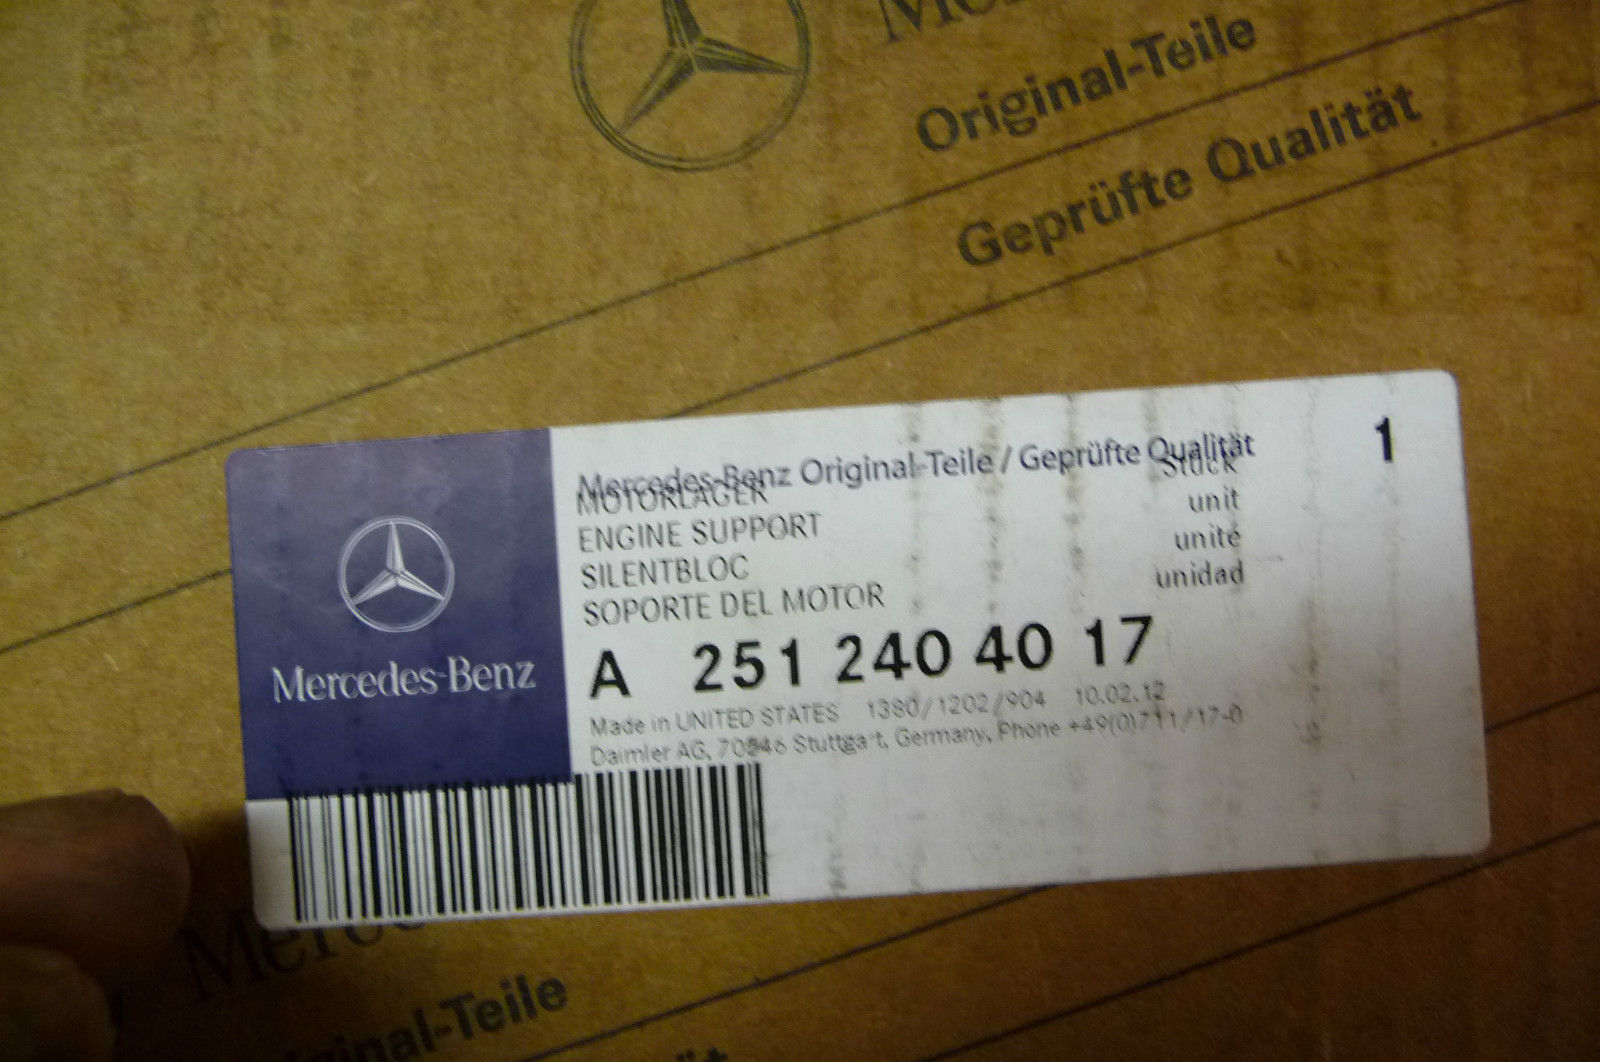 Original-Teile
Geprüfte Qualität
Mercedes-Benz Original-Teile / Geprüfte Qualität
1
MOTORLAGER Stück
ENGINE SUPPORT unit
SILENTBLOC unité
SOPORTE DEL MOTOR unidad
A 251 240 40 17
Made in UNITED STATES 1380/1202/904 10.02.12
Daimler AG, 70546 Stuttgart, Germany, Phone +49(0)711/17-0
Mercedes-Benz